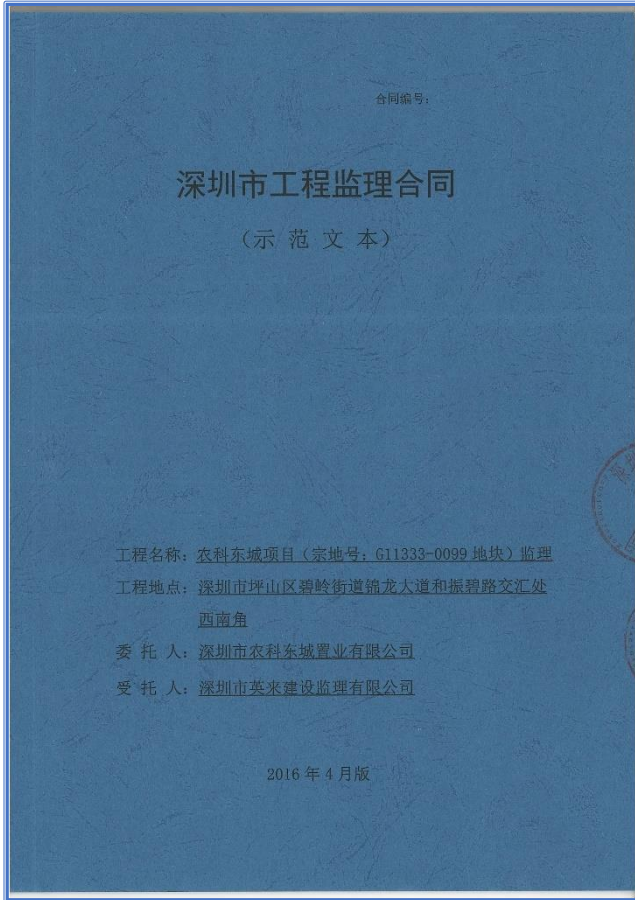 合同编号：
深圳市工程监理合同
（示 范 文 本）
工程名称：农科东城项目（宗地号：G11333-0099 地块）监理
工程地点：深圳市坪山区碧岭街道锦龙大道和振碧路交汇处
西南角
委 托 人：深圳市农科东城置业有限公司
受 托 人：深圳市英来建设监理有限公司
2016 年 4 月版